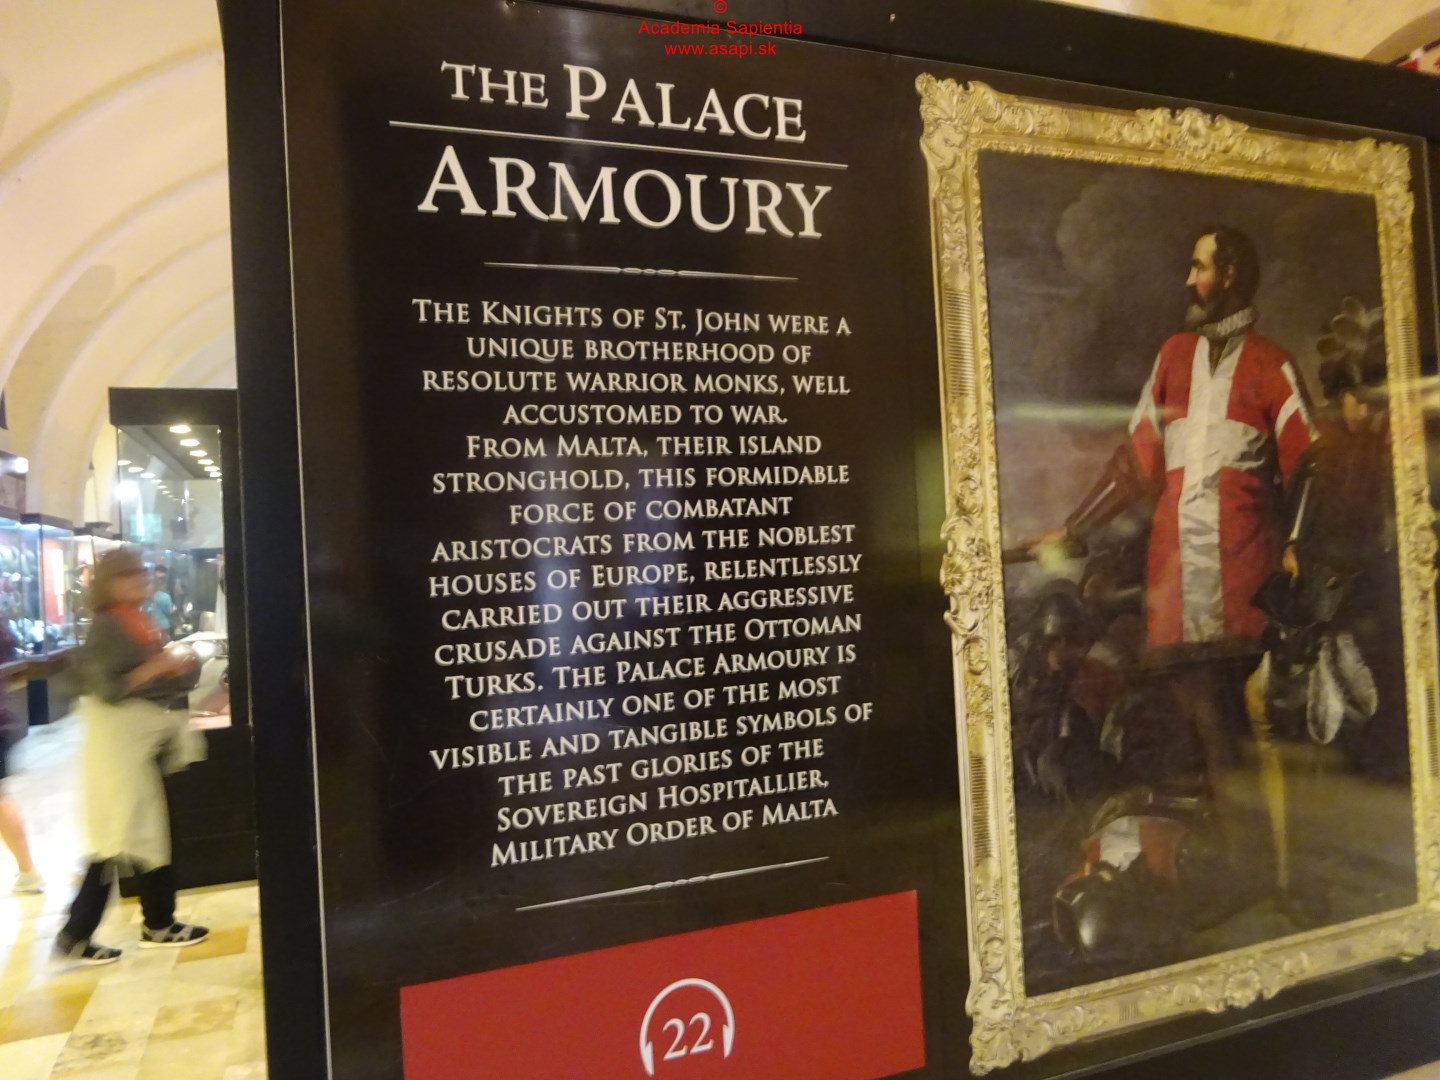 ©
Academia Sapientia
www.asapi.sk
THE PALACE
ARMOURY
THE KNIGHTS OF ST. JOHN WERE A
UNIQUE BROTHERHOOD OF
RESOLUTE WARRIOR MONKS, WELL
ACCUSTOMED TO WAR.
FROM MALTA, THEIR ISLAND
STRONGHOLD, THIS FORMIDABLE
FORCE OF COMBATANT
ARISTOCRATS FROM THE NOBLEST
HOUSES OF EUROPE, RELENTLESSLY
CARRIED OUT THEIR AGGRESSIVE
CRUSADE AGAINST THE OTTOMAN
TURKS. THE PALACE ARMOURY IS
CERTAINLY ONE OF THE MOST
VISIBLE AND TANGIBLE SYMBOLS OF
THE PAST GLORIES OF THE
SOVEREIGN HOSPITALLIER,
MILITARY ORDER OF MALTA
22